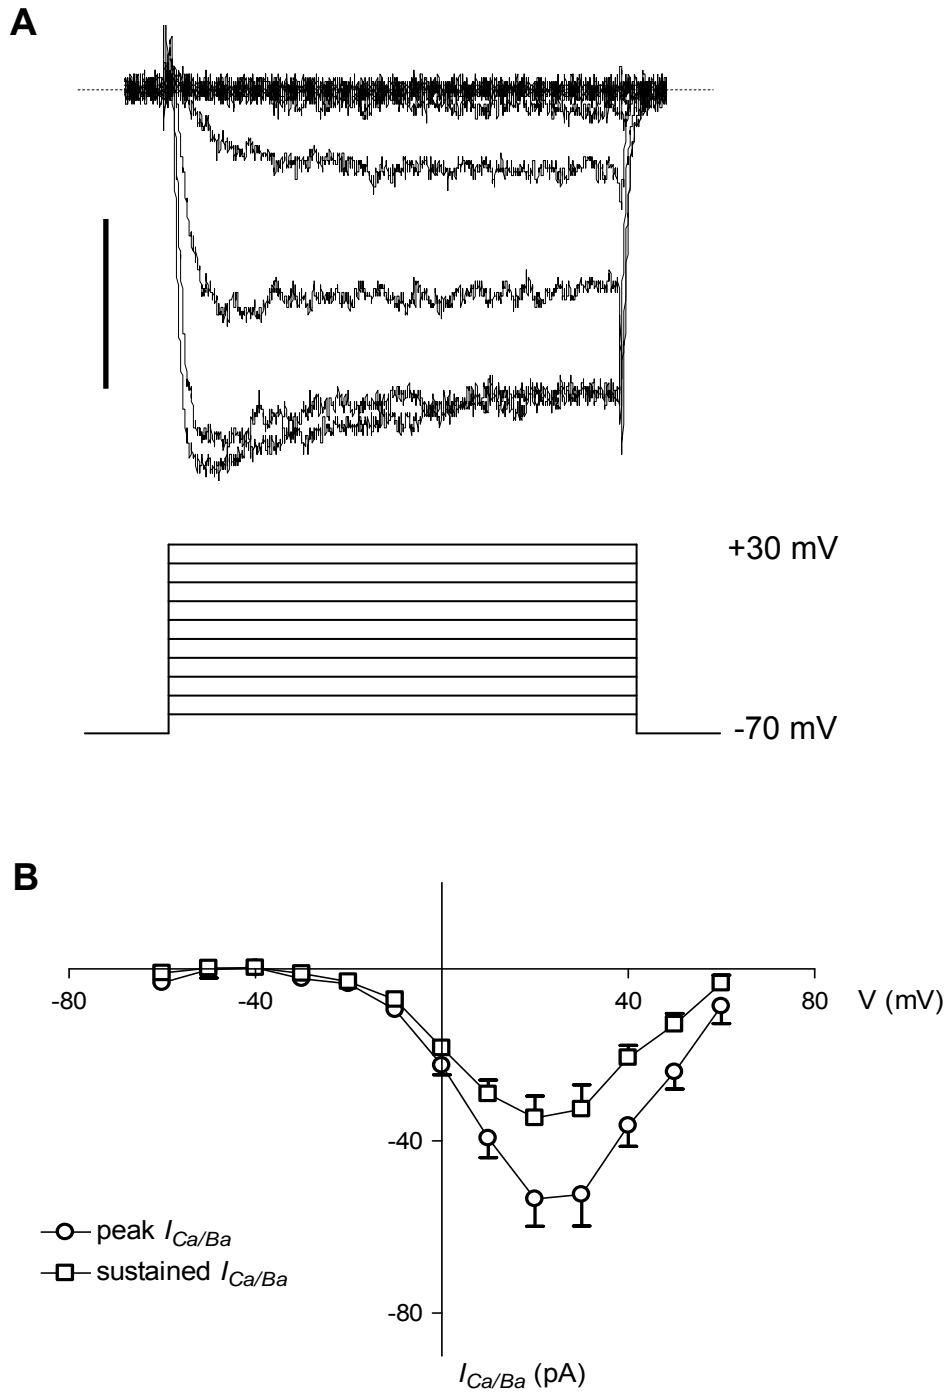 A
+30 mV
-70 mV
B
-80
-40
40
80
V (mV)
-40
peak I_Ca/Ba
sustained I_Ca/Ba
-80
I_Ca/Ba (pA)